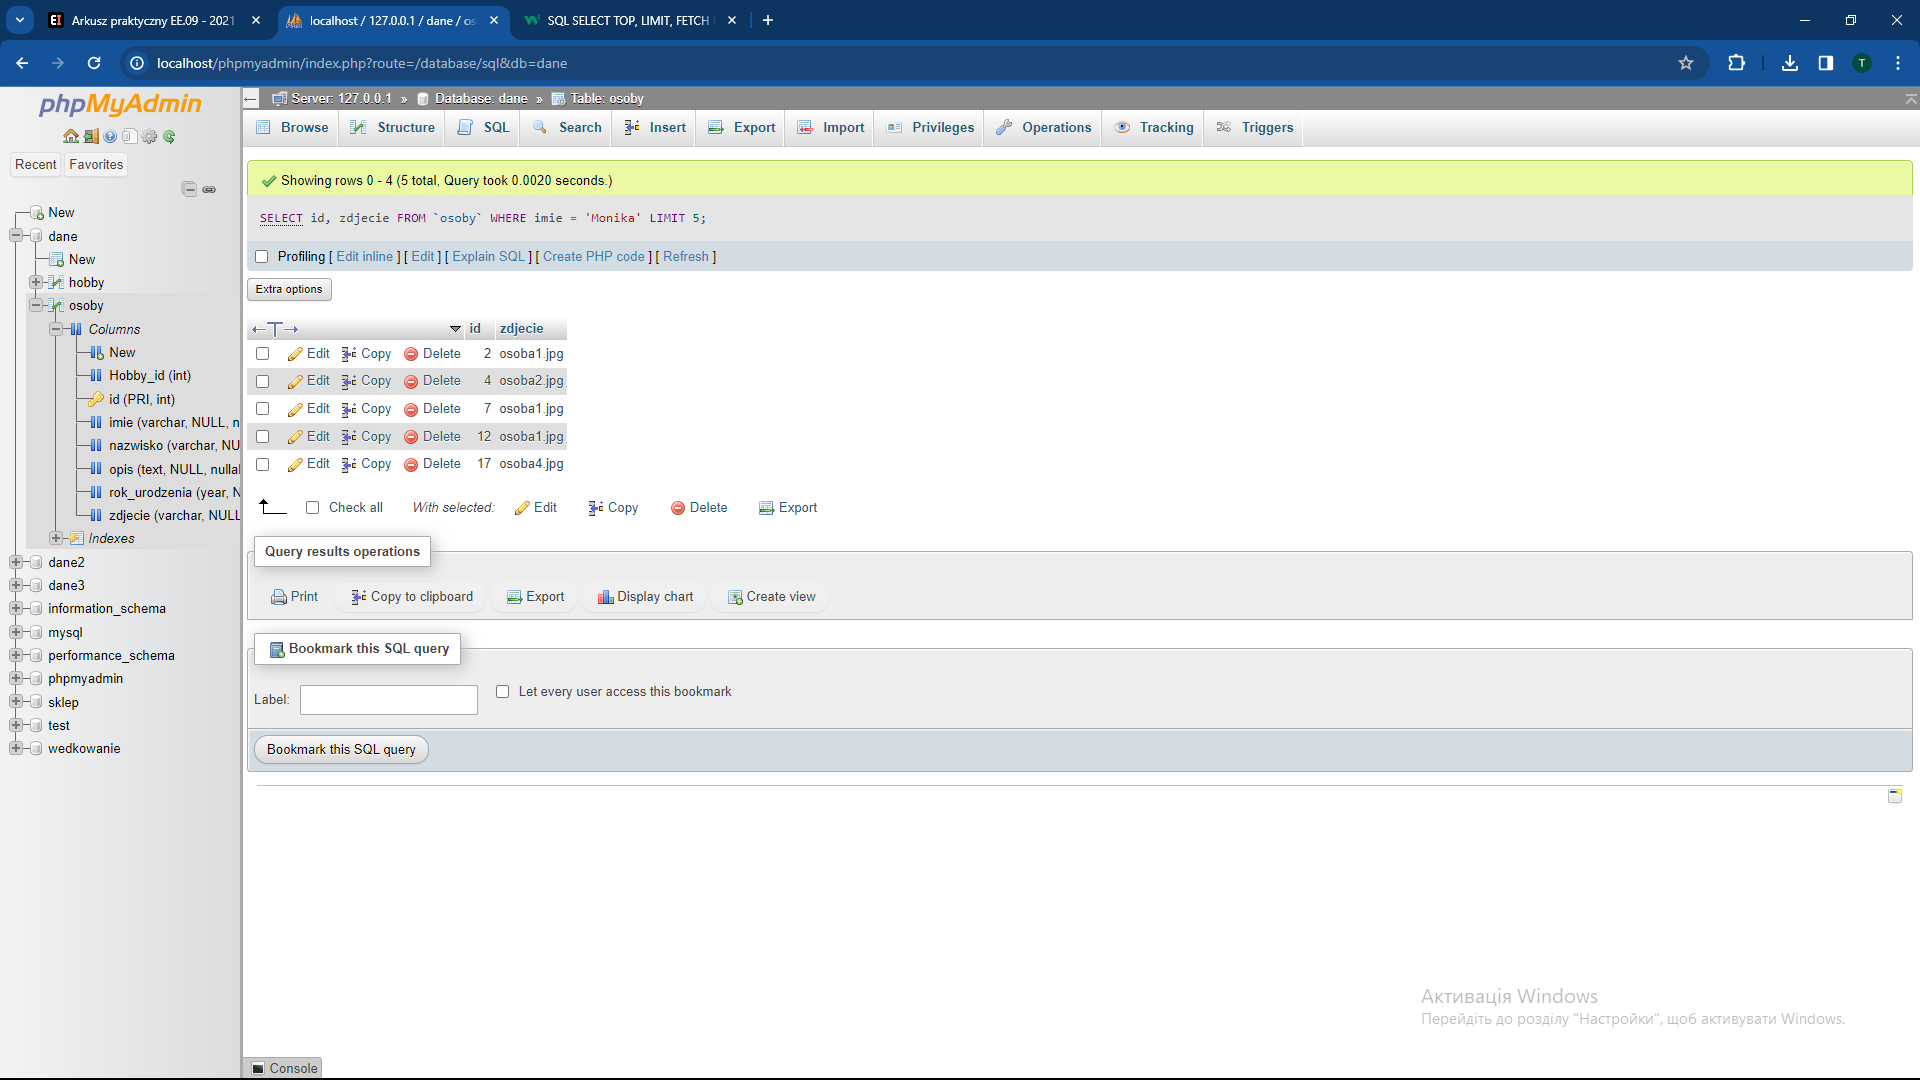 Arkusz praktyczny EE.09 - 2021
localhost / 127.0.0.1 / dane / os
SQL SELECT TOP, LIMIT, FETCH
localhost/phpmyadmin/index.php?route=/database/sql&db=dane
T
phpMyAdmin
Recent Favorites
New
dane
New
hobby
osoby
Columns
New
Hobby_id (int)
id (PRI, int)
imie (varchar, NULL, n
nazwisko (varchar, NU
opis (text, NULL, nullal
rok_urodzenia (year, N
zdjecie (varchar, NULL
Indexes
dane2
dane3
information_schema
mysql
performance_schema
phpmyadmin
sklep
test
wedkowanie
Server: 127.0.0.1 » Database: dane » Table: osoby
Browse Structure SQL Search Insert Export Import Privileges Operations Tracking Triggers
Showing rows 0 - 4 (5 total, Query took 0.0020 seconds.)
SELECT id, zdjecie FROM `osoby` WHERE imie = 'Monika' LIMIT 5;
Profiling [ Edit inline ] [ Edit ] [ Explain SQL ] [ Create PHP code ] [ Refresh ]
Extra options
←T→ id zdjecie
Edit Copy Delete 2 osoba1.jpg
Edit Copy Delete 4 osoba2.jpg
Edit Copy Delete 7 osoba1.jpg
Edit Copy Delete 12 osoba1.jpg
Edit Copy Delete 17 osoba4.jpg
Check all With selected: Edit Copy Delete Export
Query results operations
Print Copy to clipboard Export Display chart Create view
Bookmark this SQL query
Label: Let every user access this bookmark
Bookmark this SQL query
Console
Активація Windows
Перейдіть до розділу "Настройки", щоб активувати Windows.